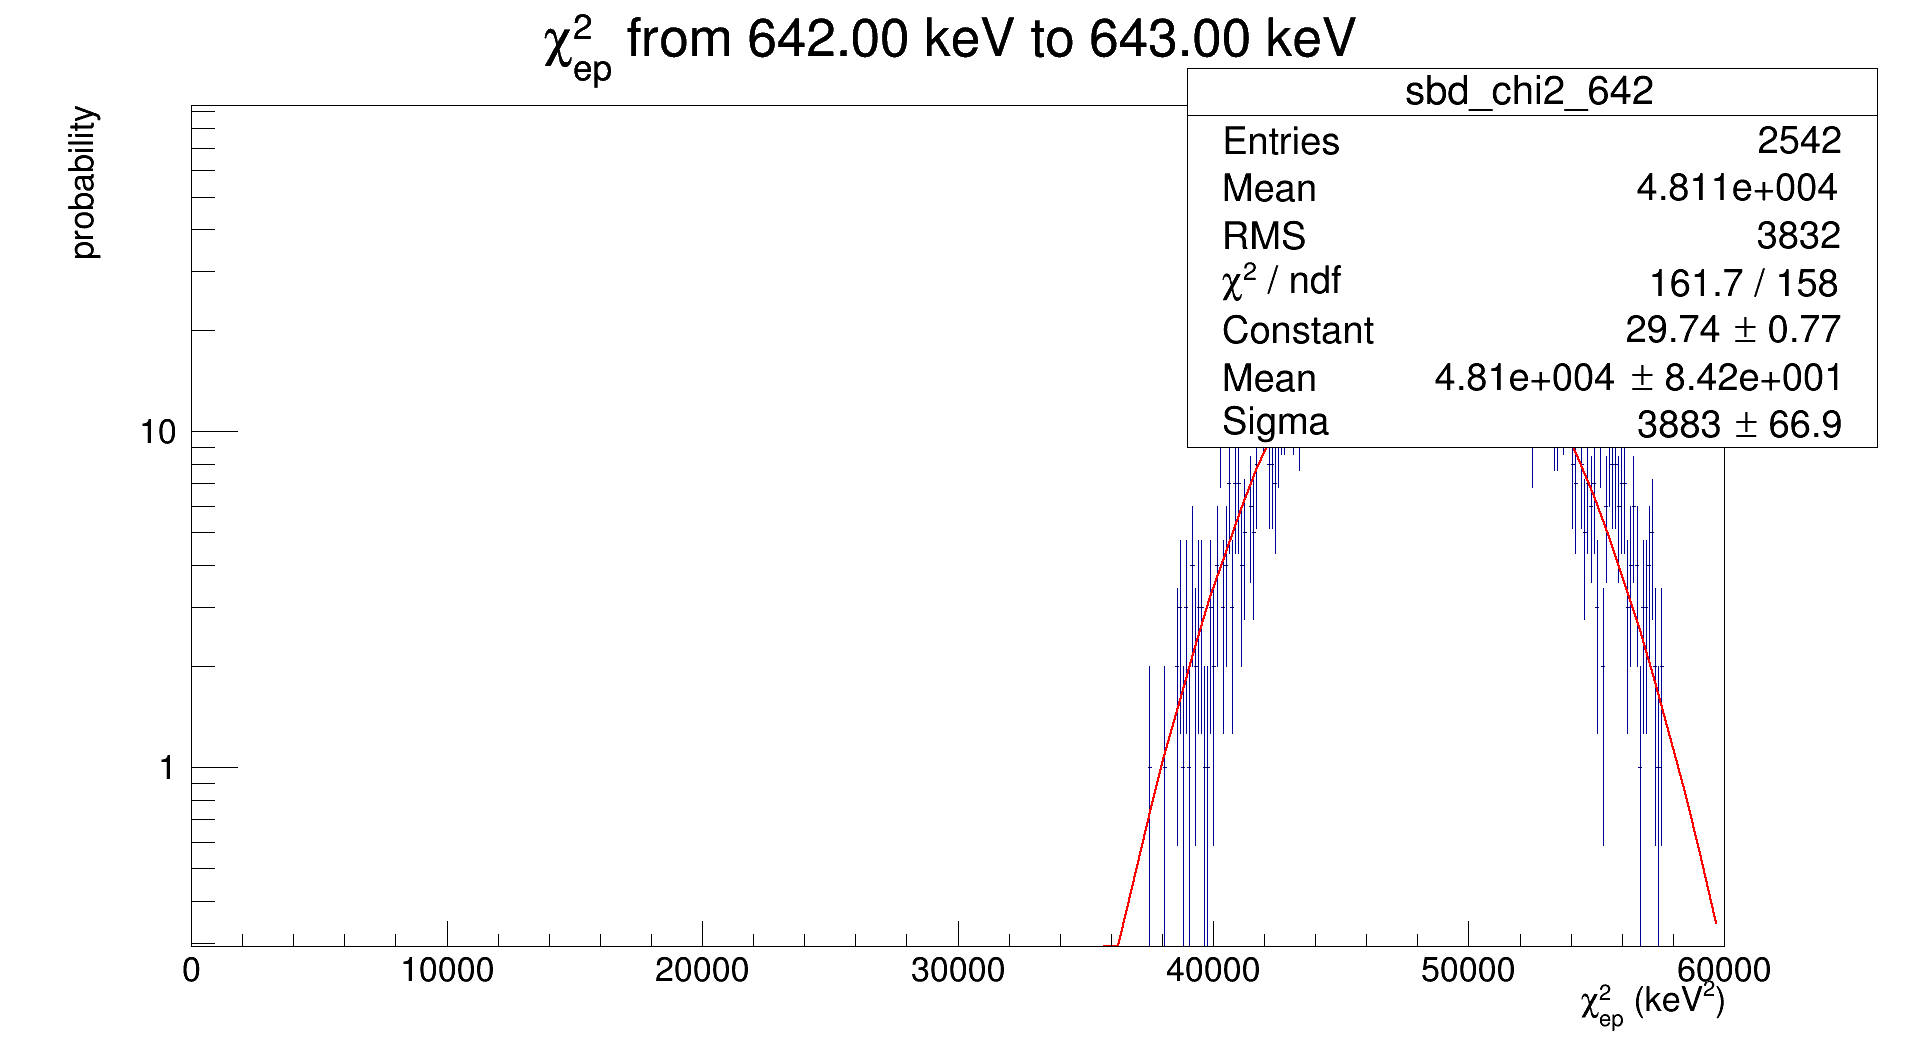 χ²ep from 642.00 keV to 643.00 keV
probability
sbd_chi2_642
Entries 2542
Mean 4.811e+004
RMS 3832
χ² / ndf 161.7 / 158
Constant 29.74 ± 0.77
Mean 4.81e+004 ± 8.42e+001
Sigma 3883 ± 66.9
10
1
0 10000 20000 30000 40000 50000 60000
χ²ep (keV²)